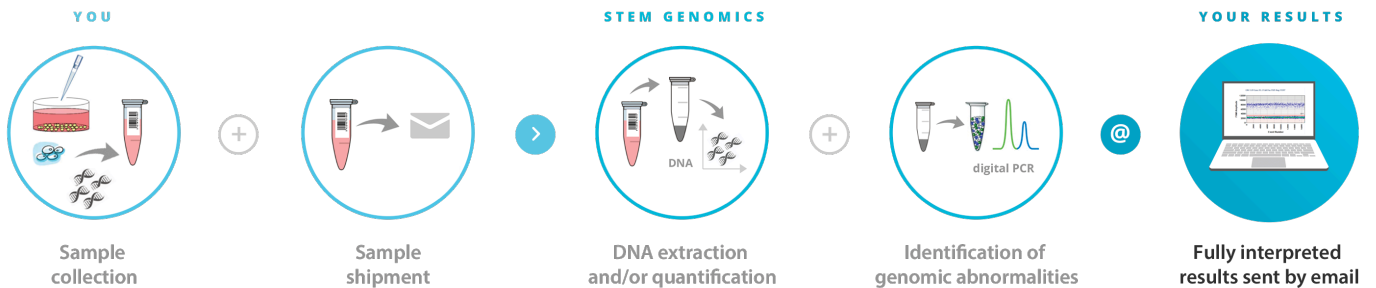 YOU
STEM GENOMICS
YOUR RESULTS
DNA
digital PCR
@
Sample
collection
Sample
shipment
DNA extraction
and/or quantification
Identification of
genomic abnormalities
Fully interpreted
results sent by email